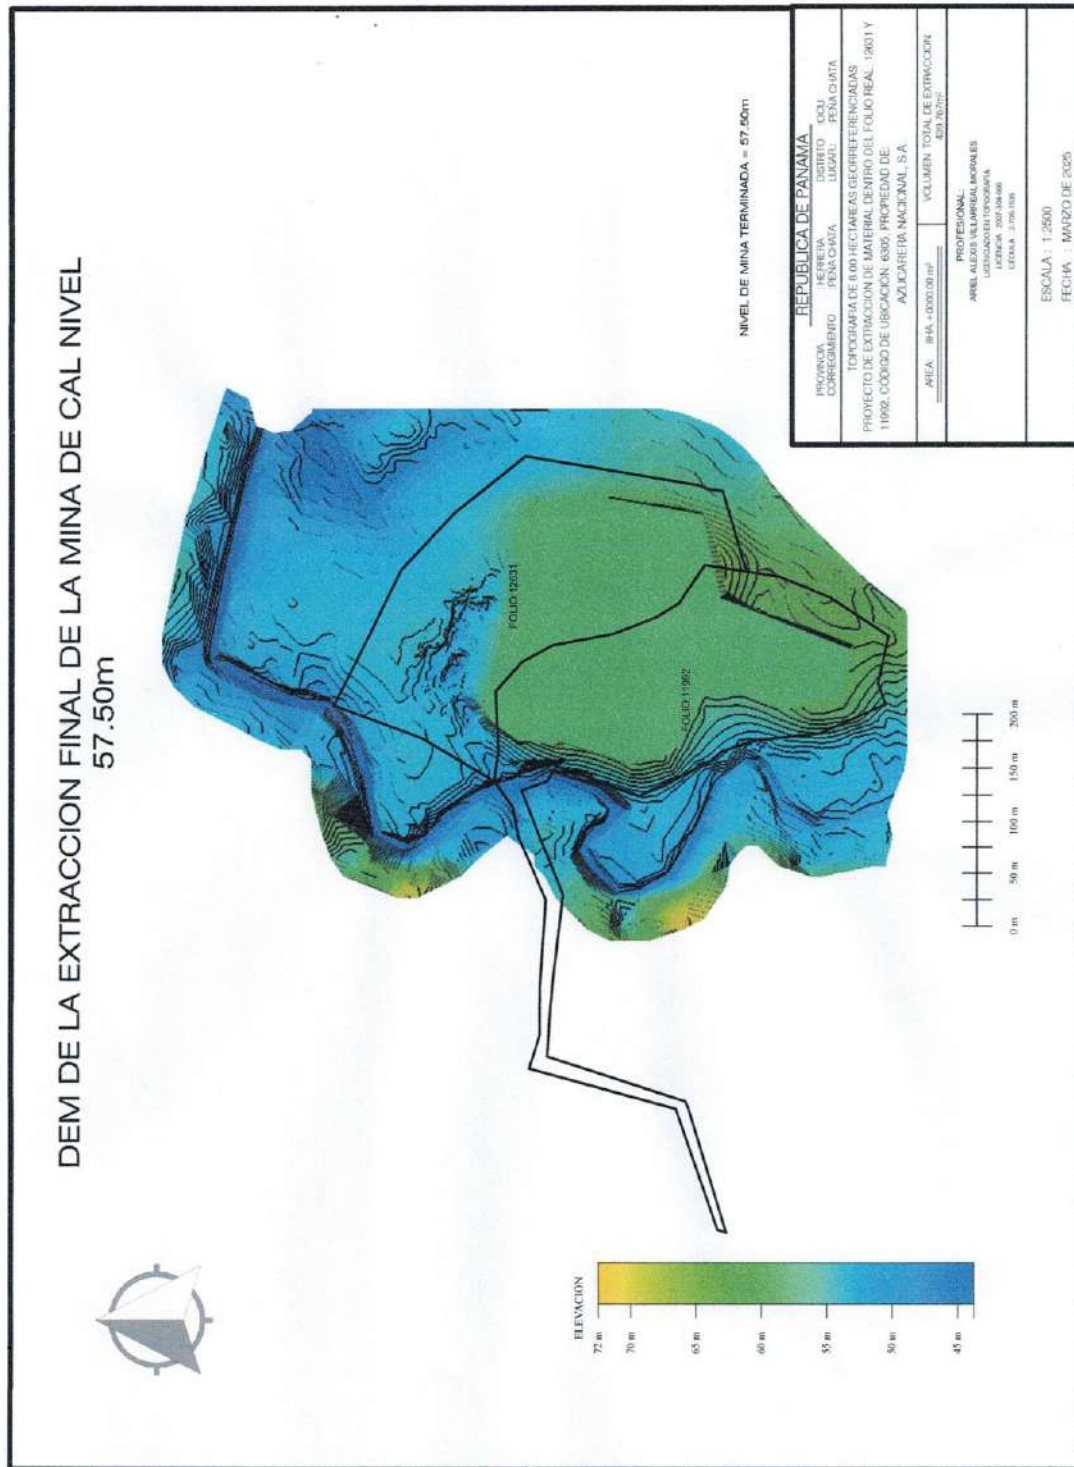 DEM DE LA EXTRACCION FINAL DE LA MINA DE CAL NIVEL
57.50m
FOLIO:12631
FOLIO:11992
ELEVACION
72 m
70 m
65 m
60 m
55 m
50 m
45 m
0 m 50 m 100 m 150 m 200 m
NIVEL DE MINA TERMINADA = 57.50m
REPUBLICA DE PANAMA
PROVINCIA : HERRERA DISTRITO :OCU
CORREGIMIENTO : PEÑA CHATA LUGAR.: PEÑA CHATA
TOPOGRAFIA DE 8.00 HECTAREAS GEORREFERENCIADAS
PROYECTO DE EXTRACCION DE MATERIAL DENTRO DEL FOLIO REAL: 12631 Y
11992, CÓDIGO DE UBICACIÓN: 6305, PROPIEDAD DE:
AZUCARERA NACIONAL, S.A.
AREA: 8HA +0000.00 m²
VOLUMEN TOTAL DE EXTRACCION:
PROFESIONAL:
ARIEL ALEXIS VILLARREAL MORALES
LICENCIADO EN TOPOGRAFIA
ESCALA : 1:2500
FECHA : MARZO DE 2025